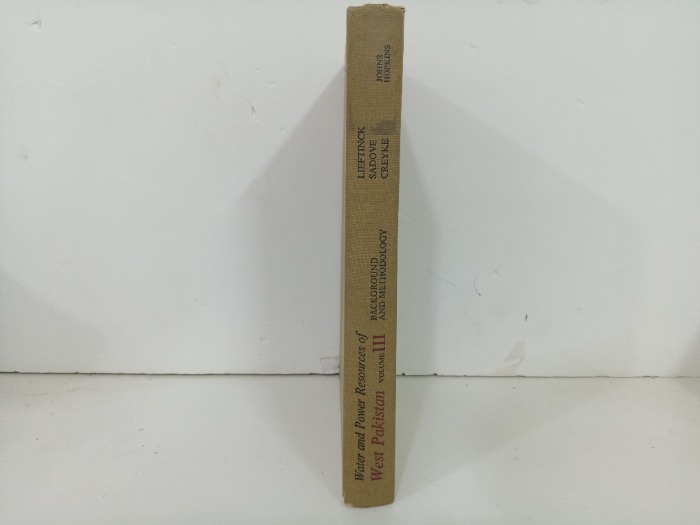 Water and Power Resources of
West Pakistan VOLUME III
BACKGROUND
AND METHODOLOGY
LIEFTINCK
SADOVE
CREYKE
JOHNS
HOPKINS